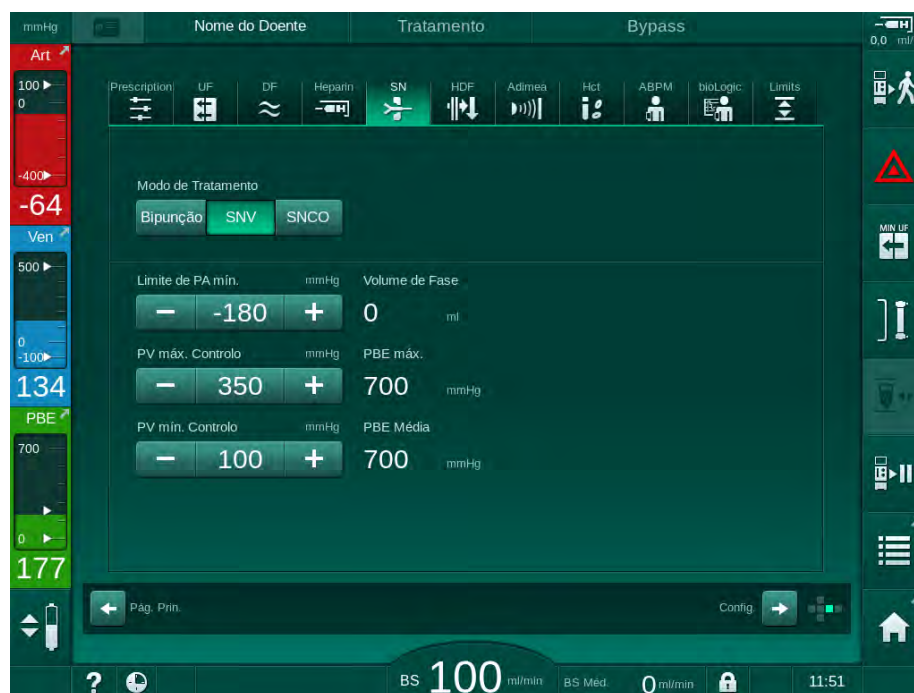 mmHg Nome do Doente Tratamento Bypass
0,0 ml/
Art
100
0
-400
-64
Ven
500
0
-100
134
PBE
700
0
177
Prescription UF DF Heparin SN HDF Adimea Hct ABPM bioLogic Limits
Modo de Tratamento
Bipunção SNV SNCO
Limite de PA mín. mmHg Volume de Fase
− -180 + 0 ml
PV máx. Controlo mmHg PBE máx.
− 350 + 700 mmHg
PV mín. Controlo mmHg PBE Média
− 100 + 700 mmHg
MIN UF
Pág. Prin. Config.
? BS 100 ml/min BS Méd. 0 ml/min 11:51